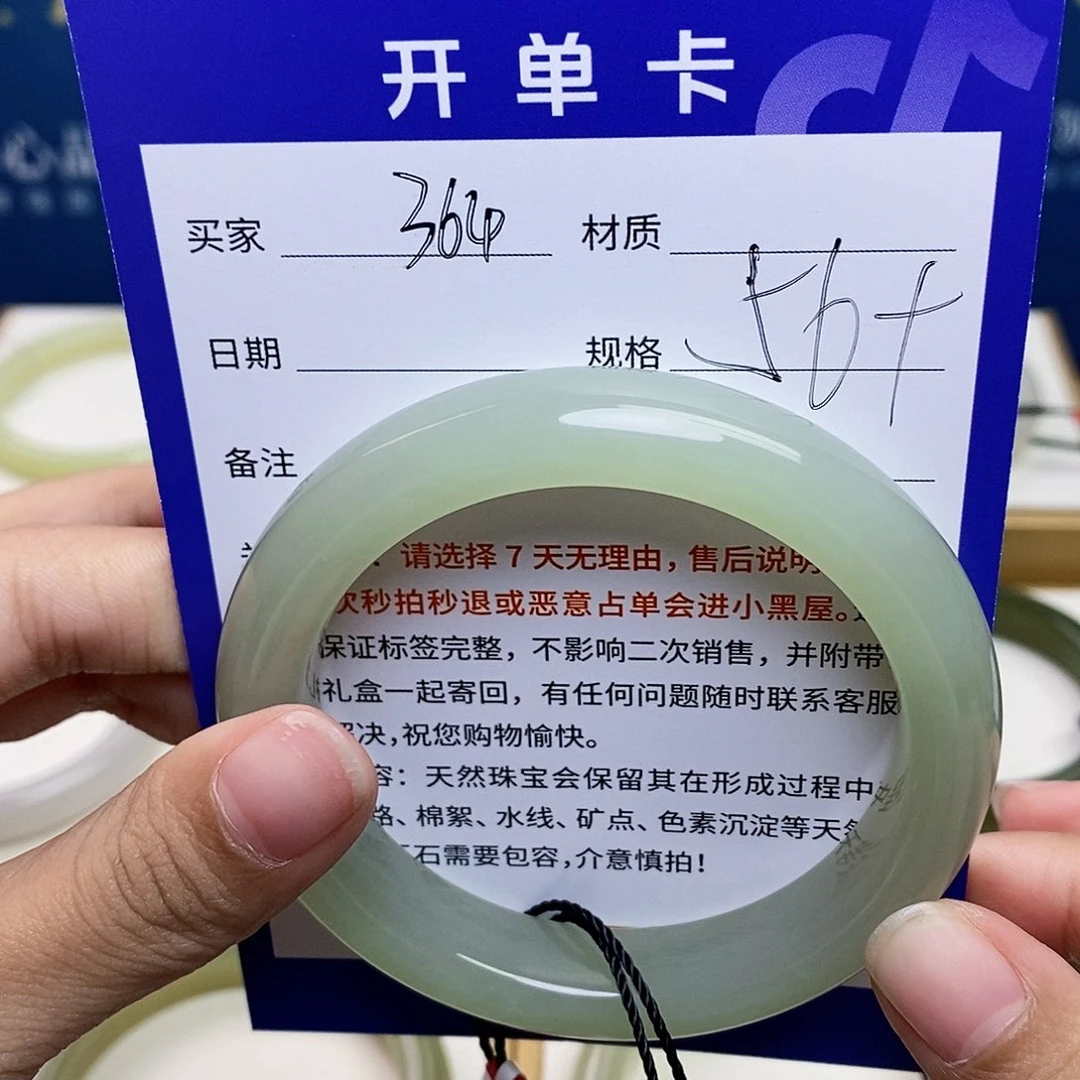 开单卡
买家 364 材质
日期 规格 56+
备注
请选择7天无理由,售后说明
次秒拍秒退或恶意占单会进小黑屋。
保证标签完整,不影响二次销售,并附带
礼盒一起寄回,有任何问题随时联系客服
解决,祝您购物愉快。
容:天然珠宝会保留其在形成过程中
、棉絮、水线、矿点、色素沉淀等天然
石需要包容,介意慎拍!
心品